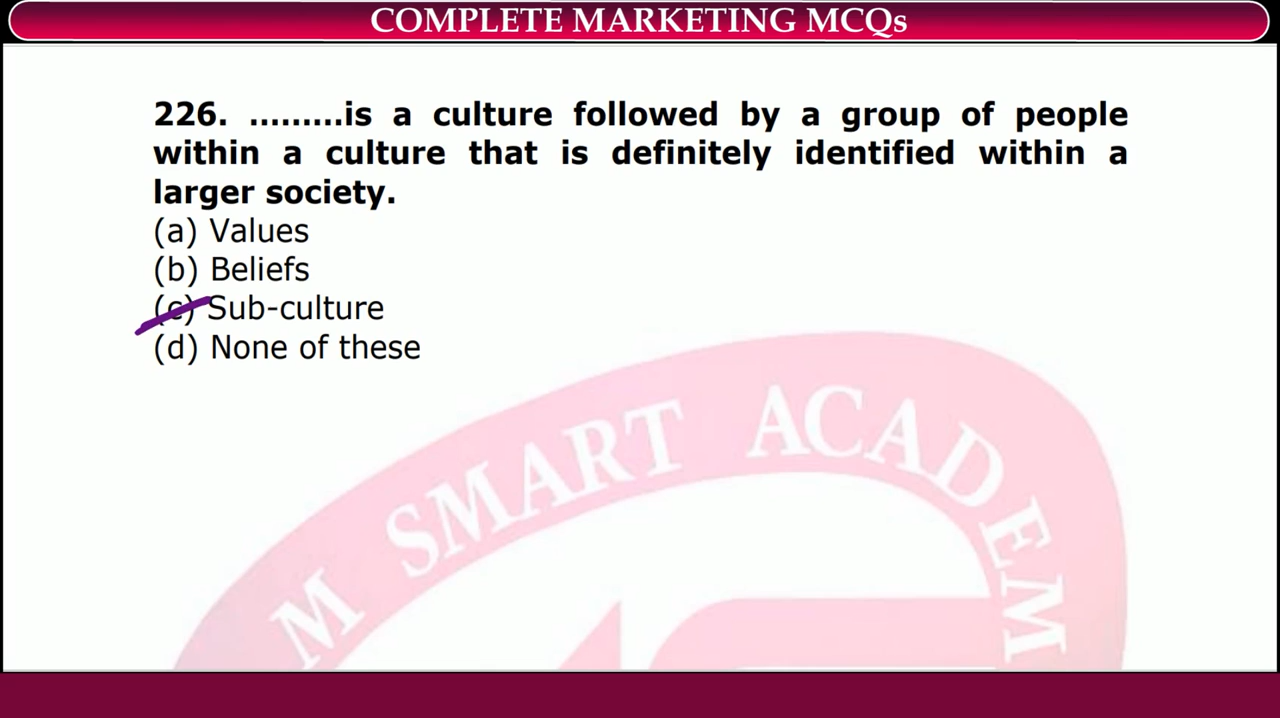 COMPLETE MARKETING MCQs
226. .........is a culture followed by a group of people
within a culture that is definitely identified within a
larger society.
(a) Values
(b) Beliefs
(c) Sub-culture
(d) None of these
M SMART ACADEM